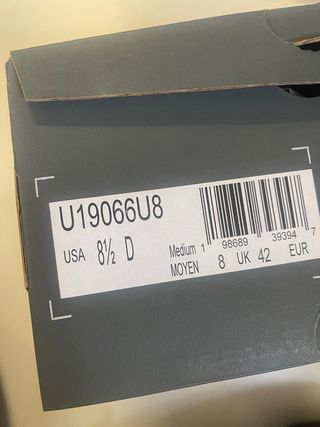 U19066U8
USA 8½ D Medium
MOYEN
1 98689 39394 7
8 UK 42 EUR